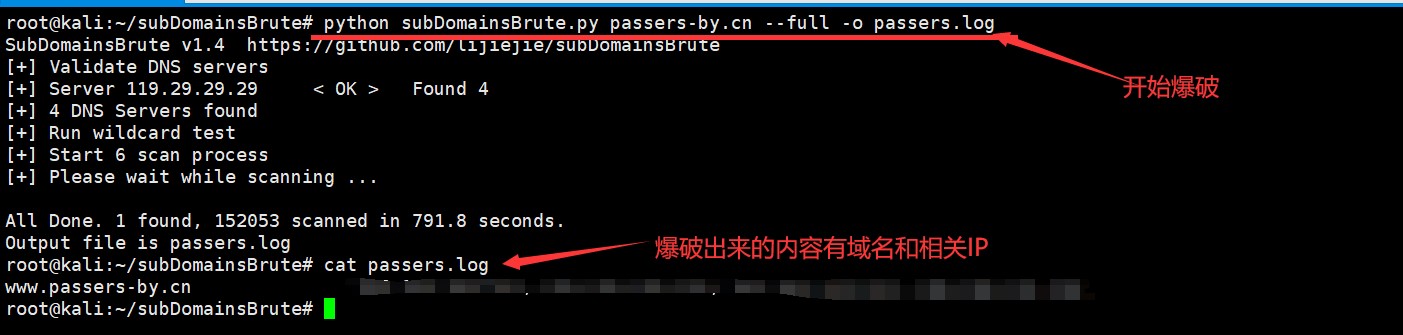 root@kali:~/subDomainsBrute# python subDomainsBrute.py passers-by.cn --full -o passers.log
SubDomainsBrute v1.4  https://github.com/lijiejie/subDomainsBrute
[+] Validate DNS servers
[+] Server 119.29.29.29     < OK >   Found 4
开始爆破
[+] 4 DNS Servers found
[+] Run wildcard test
[+] Start 6 scan process
[+] Please wait while scanning ...
All Done. 1 found, 152053 scanned in 791.8 seconds.
Output file is passers.log
爆破出来的内容有域名和相关IP
root@kali:~/subDomainsBrute# cat passers.log
www.passers-by.cn
root@kali:~/subDomainsBrute#